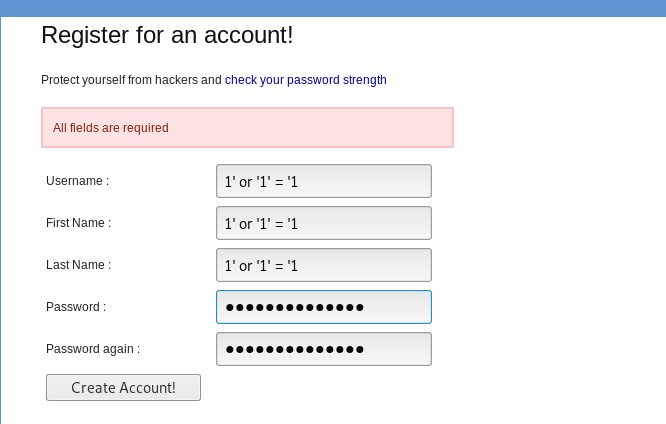 Register for an account!
Protect yourself from hackers and check your password strength
All fields are required
Username : 1' or '1' = '1
First Name : 1' or '1' = '1
Last Name : 1' or '1' = '1
Password : ●●●●●●●●●●●●●●
Password again : ●●●●●●●●●●●●●●
Create Account!